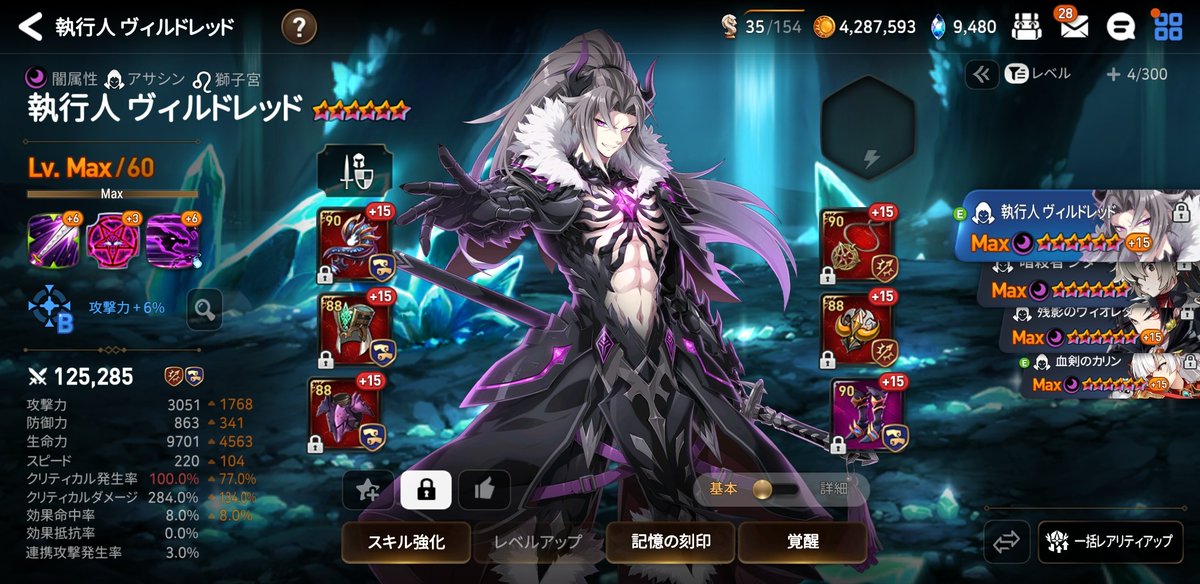 執行人 ヴィルドレッド
?
35/154
4,287,593
9,480
28
闇属性 アサシン 獅子宮
執行人 ヴィルドレッド
レベル
+ 4/300
Lv. Max/60
Max
+6
+3
+6
B
攻撃力 + 6%
125,285
攻撃力 3051 1768
防御力 863 341
生命力 9701 4563
スピード 220 104
クリティカル発生率 100.0% 77.0%
クリティカルダメージ 284.0% 134.0%
効果命中率 8.0% 8.0%
効果抵抗率 0.0%
連携攻撃発生率 3.0%
90 +15
88 +15
88 +15
90 +15
88 +15
90 +15
E 執行人 ヴィルドレッド
Max +15
Max
残影のヴィオレタ
Max +15
E 血剣のカリン
Max +15
基本 詳細
スキル強化
レベルアップ
記憶の刻印
覚醒
一括レアリティアップ